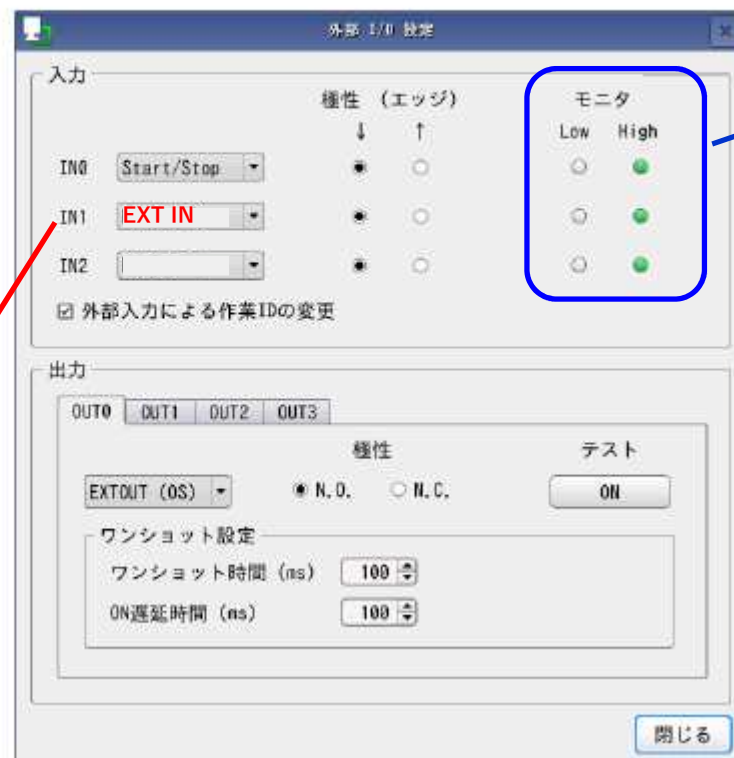 外部 I/O 設定
入力
極性 (エッジ) モニタ
↓ ↑ Low High
IN0 Start/Stop
IN1 EXT IN
IN2
外部入力による作業IDの変更
出力
OUT0 OUT1 OUT2 OUT3
極性 テスト
EXTOUT (OS) N.O. N.C. ON
ワンショット設定
ワンショット時間 (ms) 100
ON遅延時間 (ms) 100
閉じる